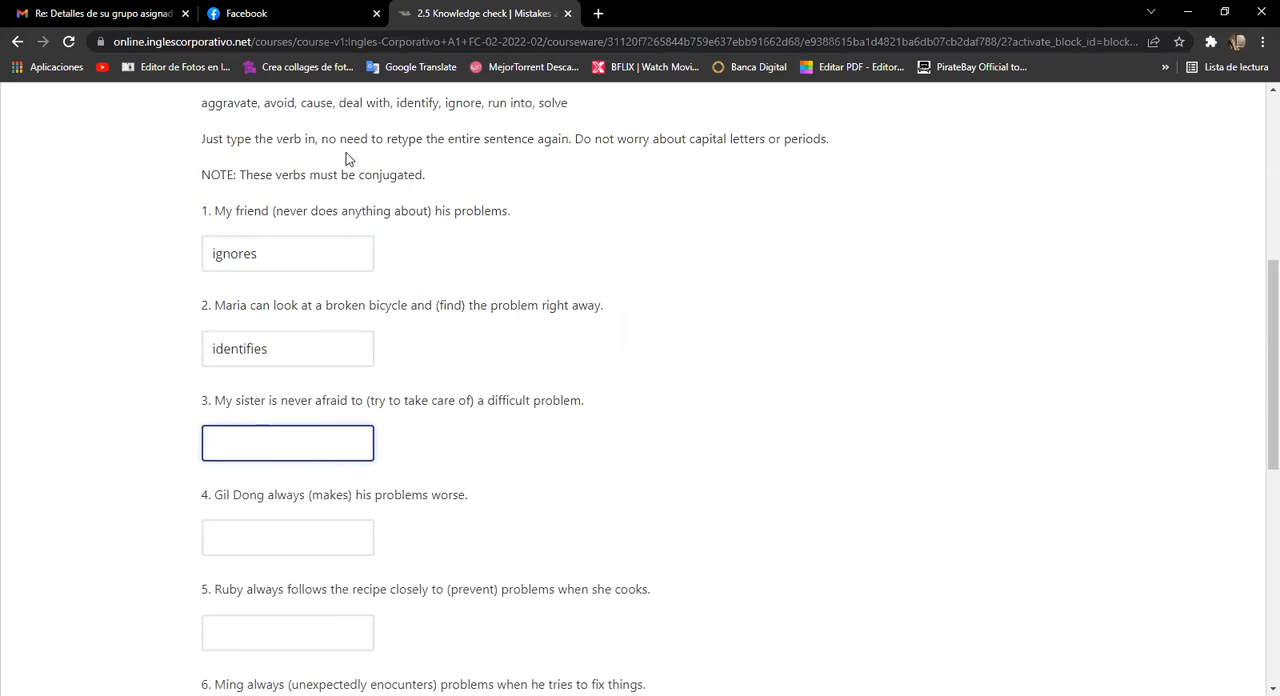 Re: Detalles de su grupo asignad
Facebook
2.5 Knowledge check | Mistakes
online.inglescorporativo.net/courses/course-v1:Ingles-Corporativo+A1+FC-02-2022-02/courseware/31120f7265844b759e637ebb91662d68/e9388615ba1d4821ba6db07cb2daf788/2?activate_block_id=block...
Aplicaciones
Editor de Fotos en l...
Crea collages de fot...
Google Translate
MejorTorrent Desca...
BFLIX | Watch Movi...
Banca Digital
Editar PDF - Editor...
PirateBay Official to...
»
Lista de lectura
aggravate, avoid, cause, deal with, identify, ignore, run into, solve
Just type the verb in, no need to retype the entire sentence again. Do not worry about capital letters or periods.
NOTE: These verbs must be conjugated.
1. My friend (never does anything about) his problems.
ignores
2. Maria can look at a broken bicycle and (find) the problem right away.
identifies
3. My sister is never afraid to (try to take care of) a difficult problem.
4. Gil Dong always (makes) his problems worse.
5. Ruby always follows the recipe closely to (prevent) problems when she cooks.
6. Ming always (unexpectedly enocunters) problems when he tries to fix things.